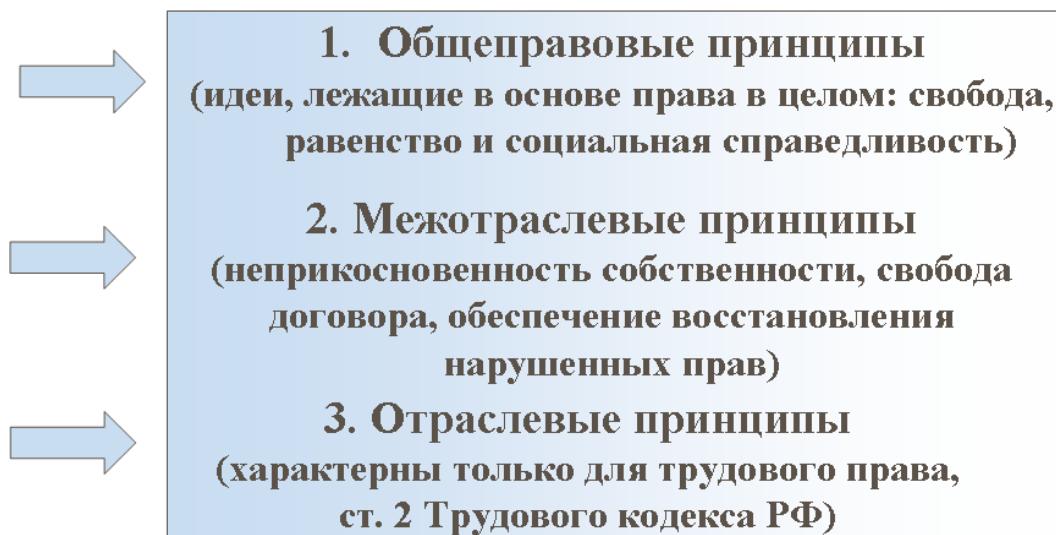 1. Общеправовые принципы
(идеи, лежащие в основе права в целом: свобода,
равенство и социальная справедливость)
2. Межотраслевые принципы
(неприкосновенность собственности, свобода
договора, обеспечение восстановления
нарушенных прав)
3. Отраслевые принципы
(характерны только для трудового права,
ст. 2 Трудового кодекса РФ)